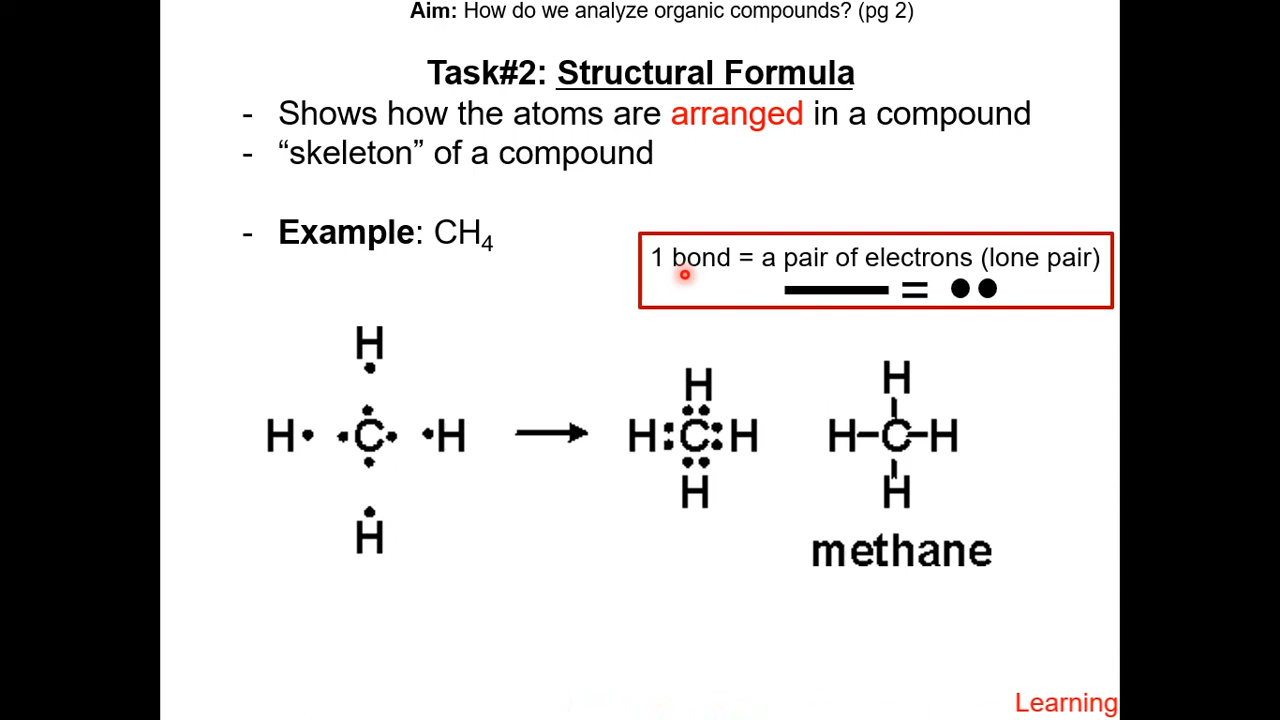 Aim: How do we analyze organic compounds? (pg 2)
Task#2: Structural Formula
- Shows how the atoms are arranged in a compound
- “skeleton” of a compound
- Example: CH₄
1 bond = a pair of electrons (lone pair)
=
H
H C H
H
H C H
H
H
H–C–H
H
methane
Learning